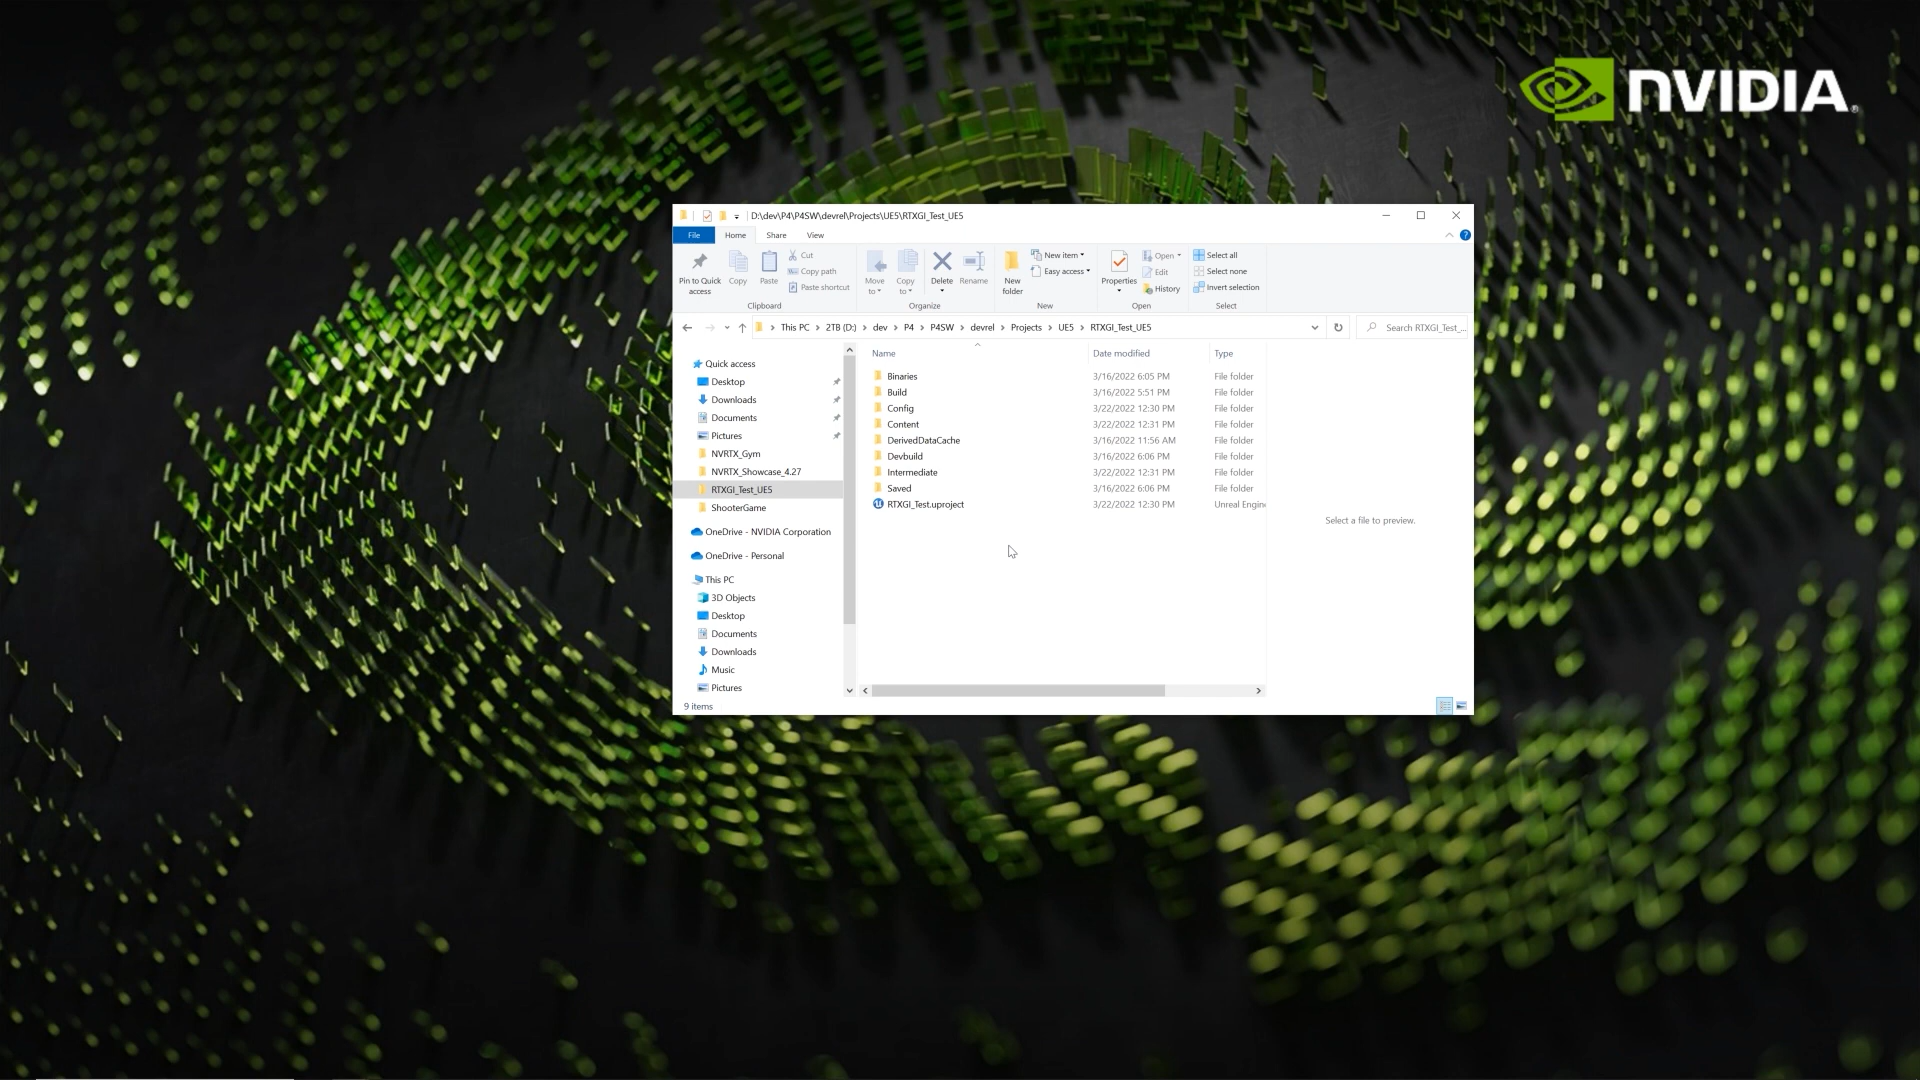 NVIDIA.
D:\dev\P4\P4SW\devrel\Projects\UE5\RTXGI_Test_UE5
File Home Share View
Pin to Quick access
Copy
Paste
Cut
Copy path
Paste shortcut
Clipboard
Move to
Copy to
Delete
Rename
Organize
New folder
New item
Easy access
New
Properties
Open
Edit
History
Open
Select all
Select none
Invert selection
Select
This PC > 2TB (D:) > dev > P4 > P4SW > devrel > Projects > UE5 > RTXGI_Test_UE5
Search RTXGI_Test_...
Quick access
Desktop
Downloads
Documents
Pictures
NVRTX_Gym
NVRTX_Showcase_4.27
RTXGI_Test_UE5
ShooterGame
OneDrive - NVIDIA Corporation
OneDrive - Personal
This PC
3D Objects
Desktop
Documents
Downloads
Music
Pictures
Name Date modified Type
Binaries 3/16/2022 6:05 PM File folder
Build 3/16/2022 5:51 PM File folder
Config 3/22/2022 12:30 PM File folder
Content 3/22/2022 12:31 PM File folder
DerivedDataCache 3/16/2022 11:56 AM File folder
Devbuild 3/16/2022 6:06 PM File folder
Intermediate 3/22/2022 12:31 PM File folder
Saved 3/16/2022 6:06 PM File folder
RTXGI_Test.uproject 3/22/2022 12:30 PM Unreal Engin
Select a file to preview.
9 items